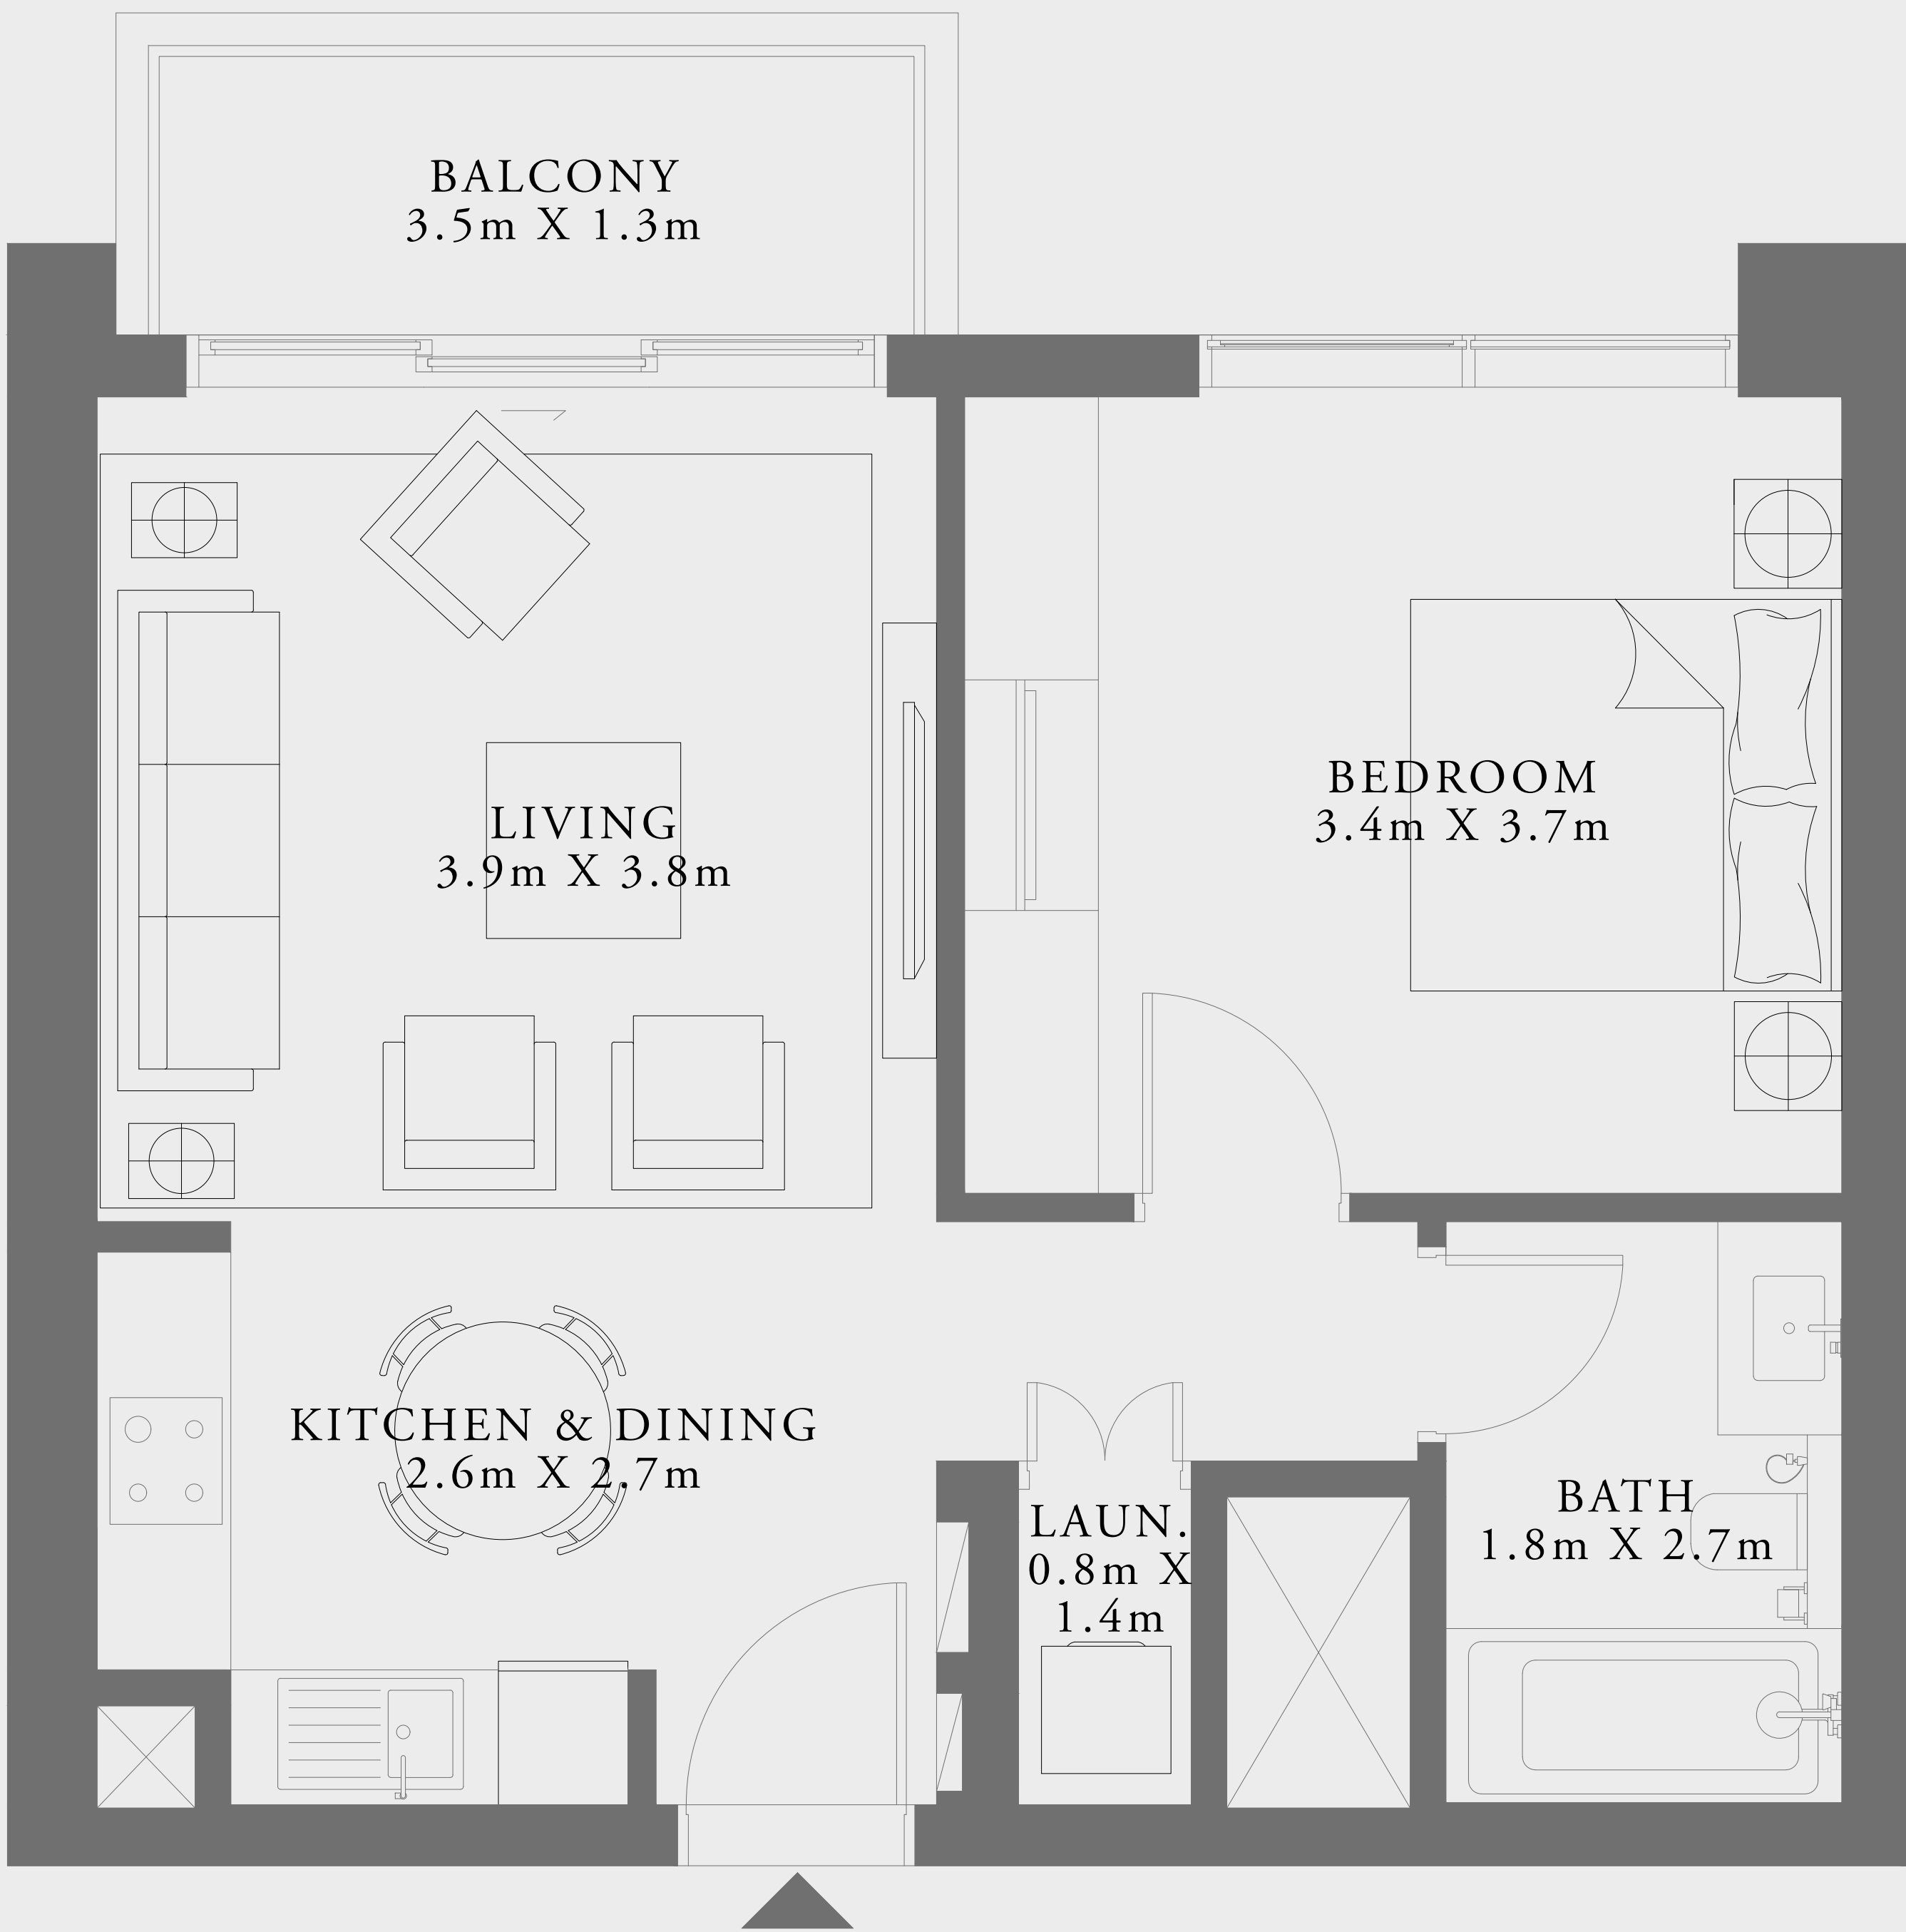 BALCONY
3.5m X 1.3m
LIVING
3.9m X 3.8m
BEDROOM
3.4m X 3.7m
KITCHEN & DINING
2.6m X 2.7m
LAUN.
0.8m X
1.4m
BATH
1.8m X 2.7m